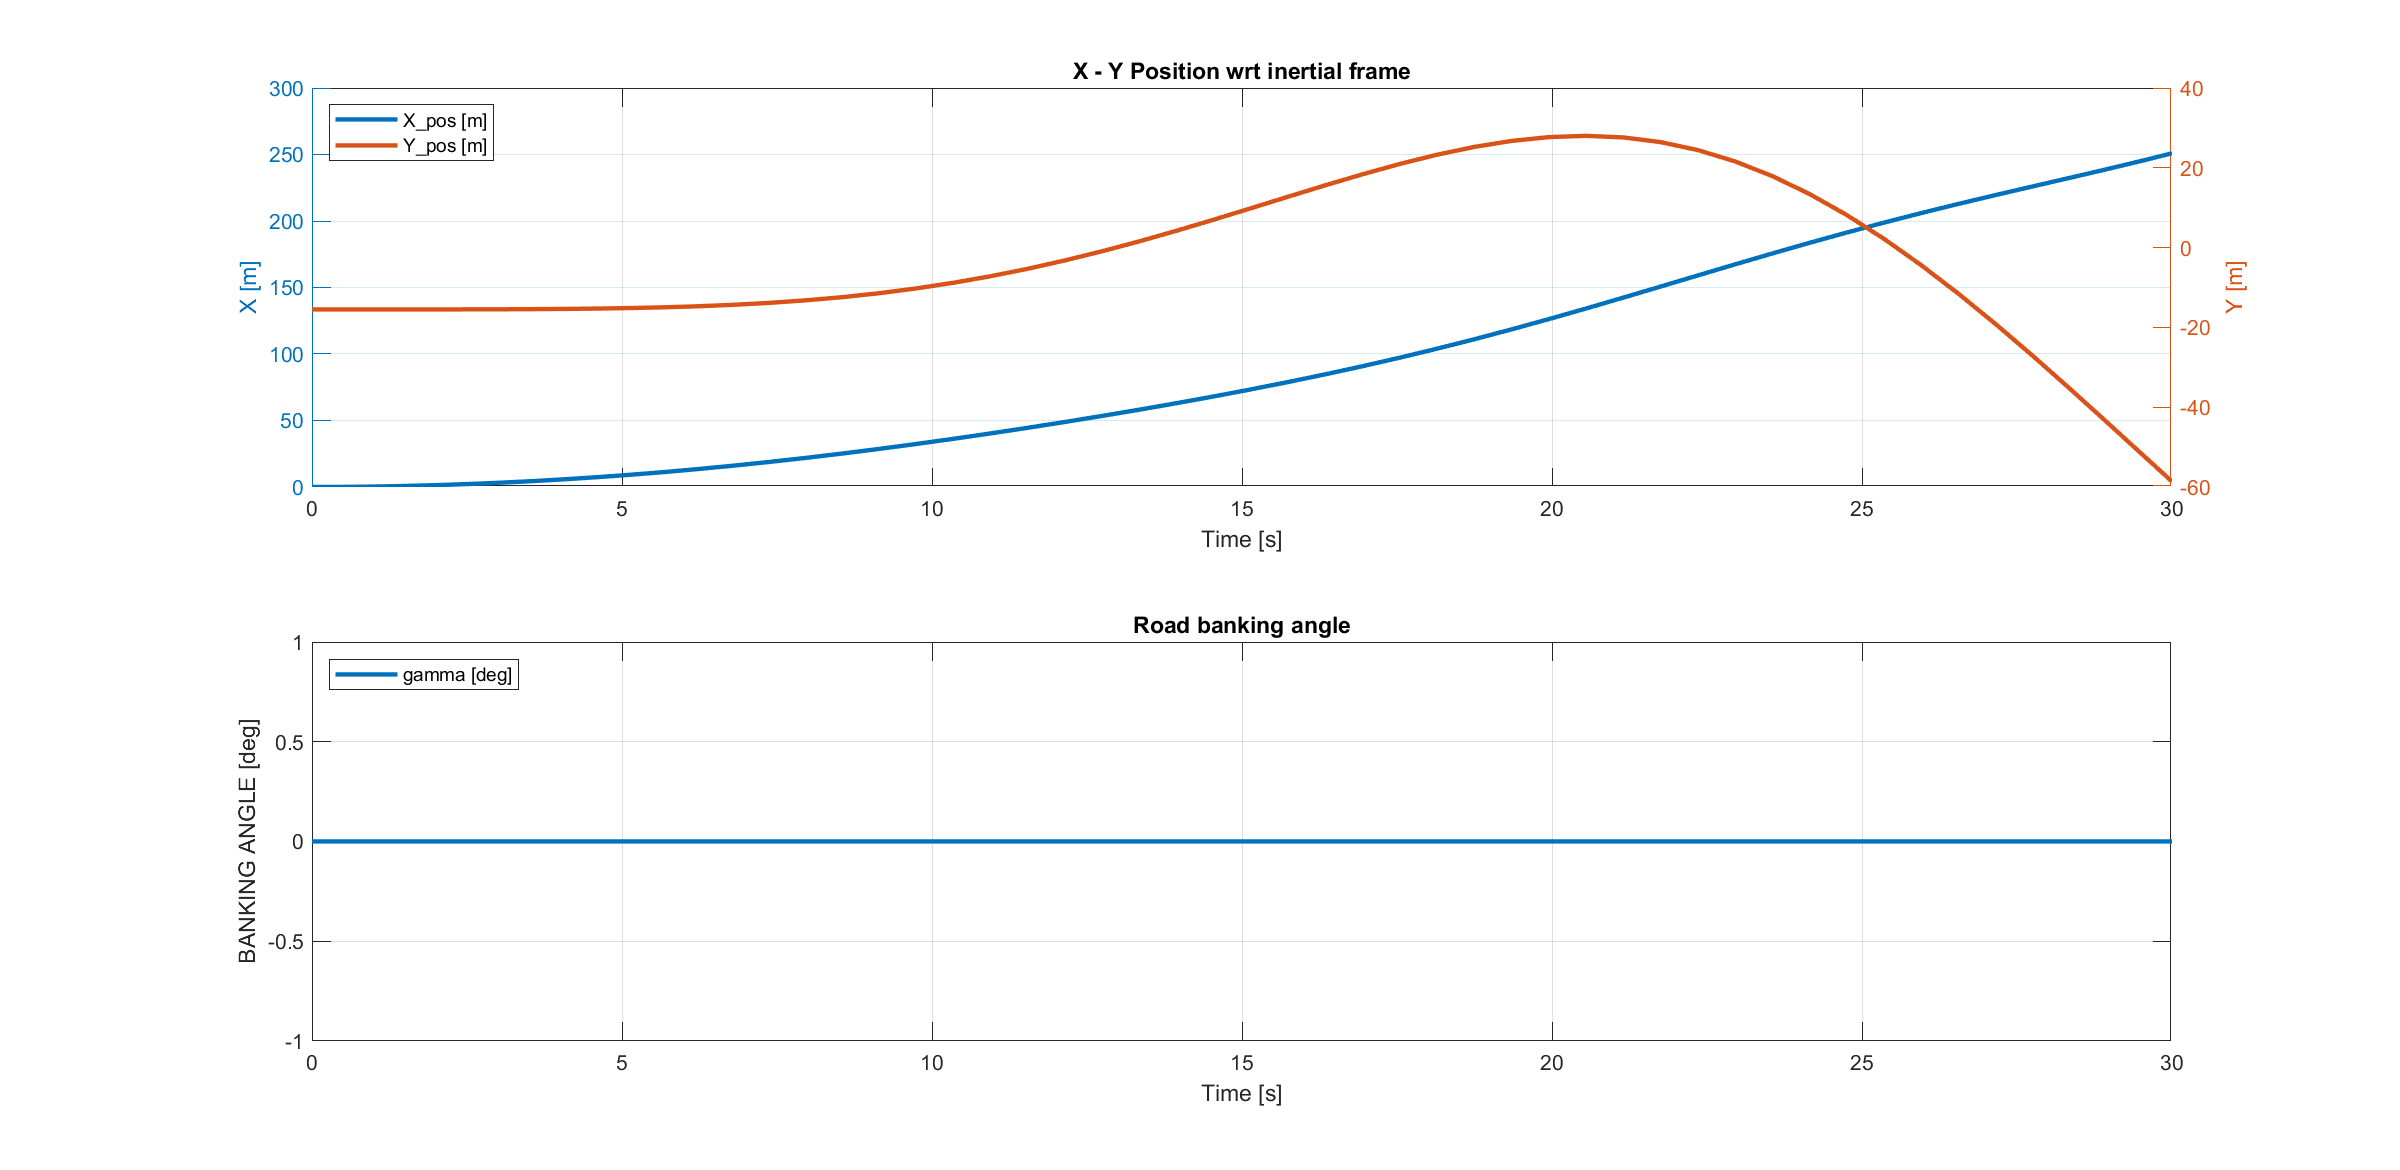 X - Y Position wrt inertial frame
300
250
200
150
100
50
0
X [m]
X_pos [m]
Y_pos [m]
40
20
0
-20
-40
-60
Y [m]
0 5 10 15 20 25 30
Time [s]
Road banking angle
1
0.5
0
-0.5
-1
BANKING ANGLE [deg]
gamma [deg]
0 5 10 15 20 25 30
Time [s]